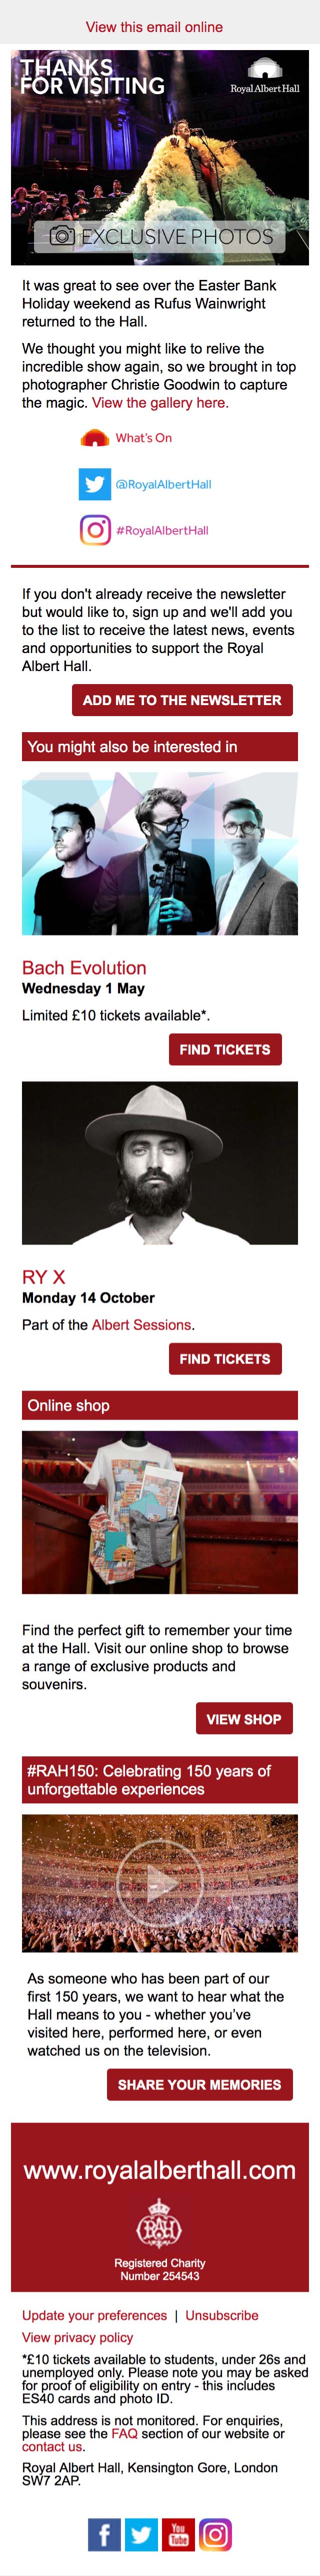 View this email online
THANKS
FOR VISITING
Royal Albert Hall
EXCLUSIVE PHOTOS
It was great to see over the Easter Bank
Holiday weekend as Rufus Wainwright
returned to the Hall.
We thought you might like to relive the
incredible show again, so we brought in top
photographer Christie Goodwin to capture
the magic. View the gallery here.
What's On
@RoyalAlbertHall
#RoyalAlbertHall
If you don't already receive the newsletter
but would like to, sign up and we'll add you
to the list to receive the latest news, events
and opportunities to support the Royal
Albert Hall.
ADD ME TO THE NEWSLETTER
You might also be interested in
Bach Evolution
Wednesday 1 May
Limited £10 tickets available*.
FIND TICKETS
RY X
Monday 14 October
Part of the Albert Sessions.
FIND TICKETS
Online shop
Find the perfect gift to remember your time
at the Hall. Visit our online shop to browse
a range of exclusive products and
souvenirs.
VIEW SHOP
#RAH150: Celebrating 150 years of
unforgettable experiences
As someone who has been part of our
first 150 years, we want to hear what the
Hall means to you - whether you've
visited here, performed here, or even
watched us on the television.
SHARE YOUR MEMORIES
www.royalalberthall.com
RAH
Registered Charity
Number 254543
Update your preferences | Unsubscribe
View privacy policy
*£10 tickets available to students, under 26s and
unemployed only. Please note you may be asked
for proof of eligibility on entry - this includes
ES40 cards and photo ID.
This address is not monitored. For enquiries,
please see the FAQ section of our website or
contact us.
Royal Albert Hall, Kensington Gore, London
SW7 2AP.
f
You
Tube